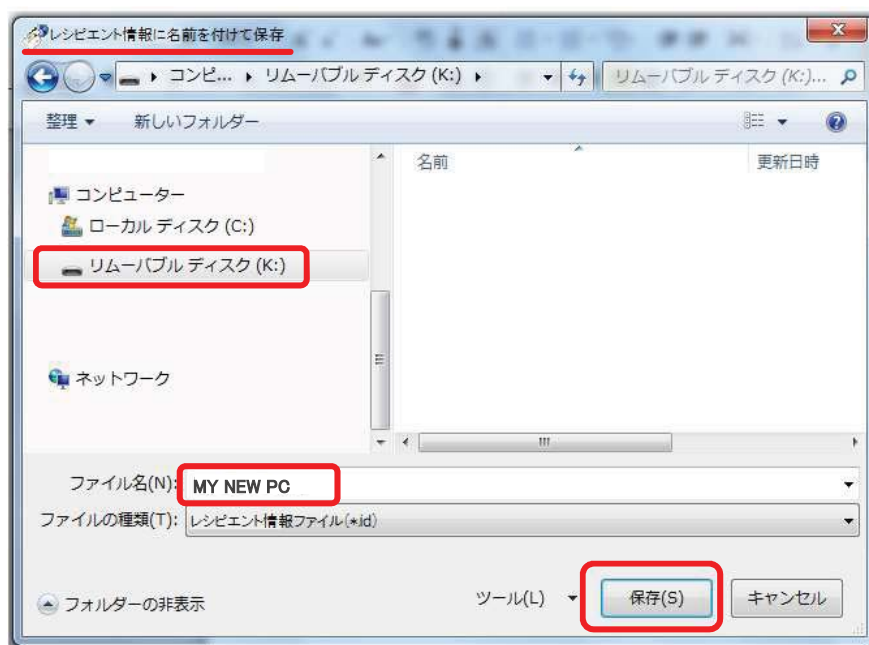 レシピエント情報に名前を付けて保存
コンピ... リムーバブル ディスク (K:) リムーバブル ディスク (K:)...
整理 新しいフォルダー
名前 更新日時
コンピューター
ローカル ディスク (C:)
リムーバブル ディスク (K:)
ネットワーク
ファイル名(N): MY NEW PC
ファイルの種類(T): レシピエント情報ファイル(*.id)
フォルダーの非表示 ツール(L) 保存(S) キャンセル